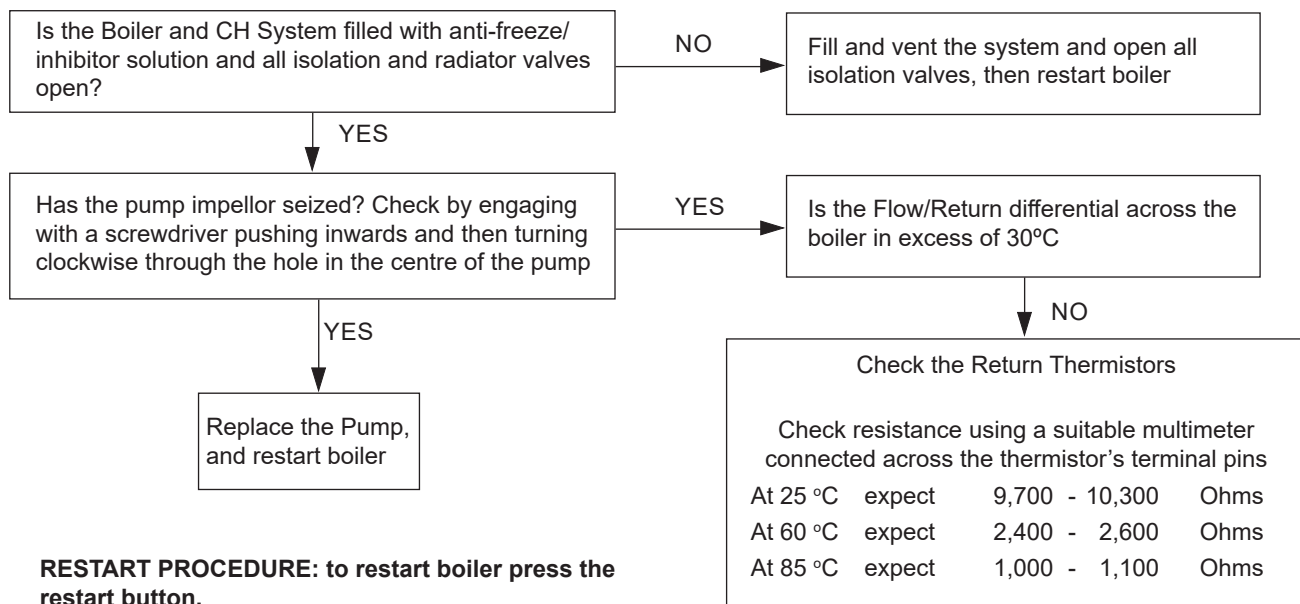 Is the Boiler and CH System filled with anti-freeze/
inhibitor solution and all isolation and radiator valves
open?
NO
Fill and vent the system and open all
isolation valves, then restart boiler
YES
Has the pump impellor seized? Check by engaging
with a screwdriver pushing inwards and then turning
clockwise through the hole in the centre of the pump
YES
Is the Flow/Return differential across the
boiler in excess of 30ºC
YES
NO
Replace the Pump,
and restart boiler
Check the Return Thermistors
Check resistance using a suitable multimeter
connected across the thermistor’s terminal pins
At 25 ºC expect 9,700 - 10,300 Ohms
At 60 ºC expect 2,400 - 2,600 Ohms
At 85 ºC expect 1,000 - 1,100 Ohms
RESTART PROCEDURE: to restart boiler press the
restart button.